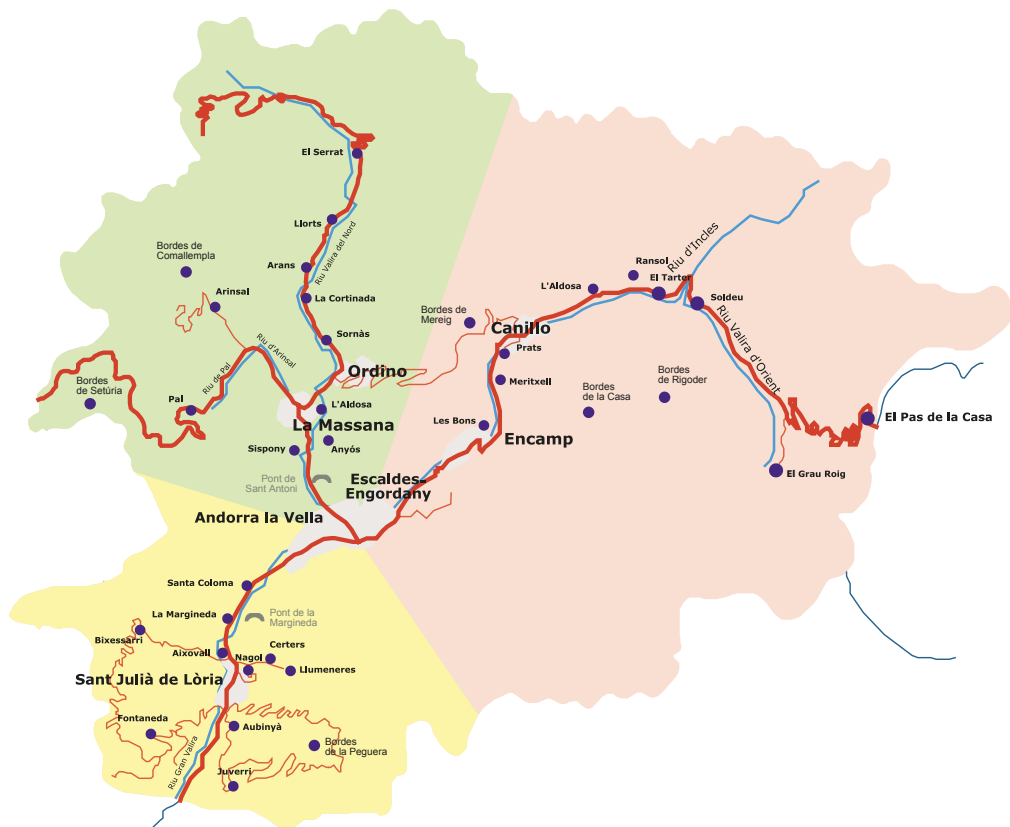 El Serrat
Llorts
Riu Valira del Nord
Bordes de
Comallempla
Arans
Arinsal
La Cortinada
Sornàs
Riu d'Arinsal
Riu de Pal
Ordino
Bordes
de Setúria
Pal
L'Aldosa
La Massana
Sispony
Anyós
Pont de
Sant Antoni
Riu d'Incles
Ransol
El Tarter
L'Aldosa
Soldeu
Bordes de
Mereig
Canillo
Prats
Riu Valira d'Orient
Meritxell
Bordes
de la Casa
Bordes
de Rigoder
Les Bons
Encamp
El Pas de la Casa
El Grau Roig
Escaldes-
Engordany
Andorra la Vella
Santa Coloma
La Margineda
Pont de la
Margineda
Bixessarri
Aixovall
Nagol
Certers
Llumeneres
Sant Julià de Lòria
Fontaneda
Aubinyà
Bordes
de la Peguera
Riu Gran Valira
Juverri